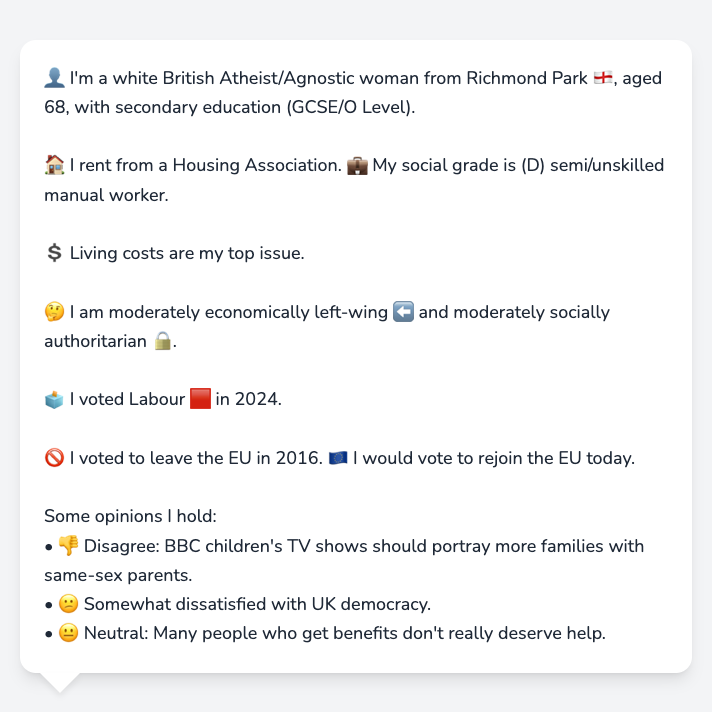 👤 I'm a white British Atheist/Agnostic woman from Richmond Park 🏴󠁧󠁢󠁥󠁮󠁧󠁿, aged
68, with secondary education (GCSE/O Level).
🏠 I rent from a Housing Association. 💼 My social grade is (D) semi/unskilled
manual worker.
💲 Living costs are my top issue.
🤔 I am moderately economically left-wing ⬅️ and moderately socially
authoritarian 🔒.
🗳️ I voted Labour 🟥 in 2024.
🚫 I voted to leave the EU in 2016. 🇪🇺 I would vote to rejoin the EU today.
Some opinions I hold:
• 👎 Disagree: BBC children's TV shows should portray more families with
same-sex parents.
• 😕 Somewhat dissatisfied with UK democracy.
• 😐 Neutral: Many people who get benefits don't really deserve help.